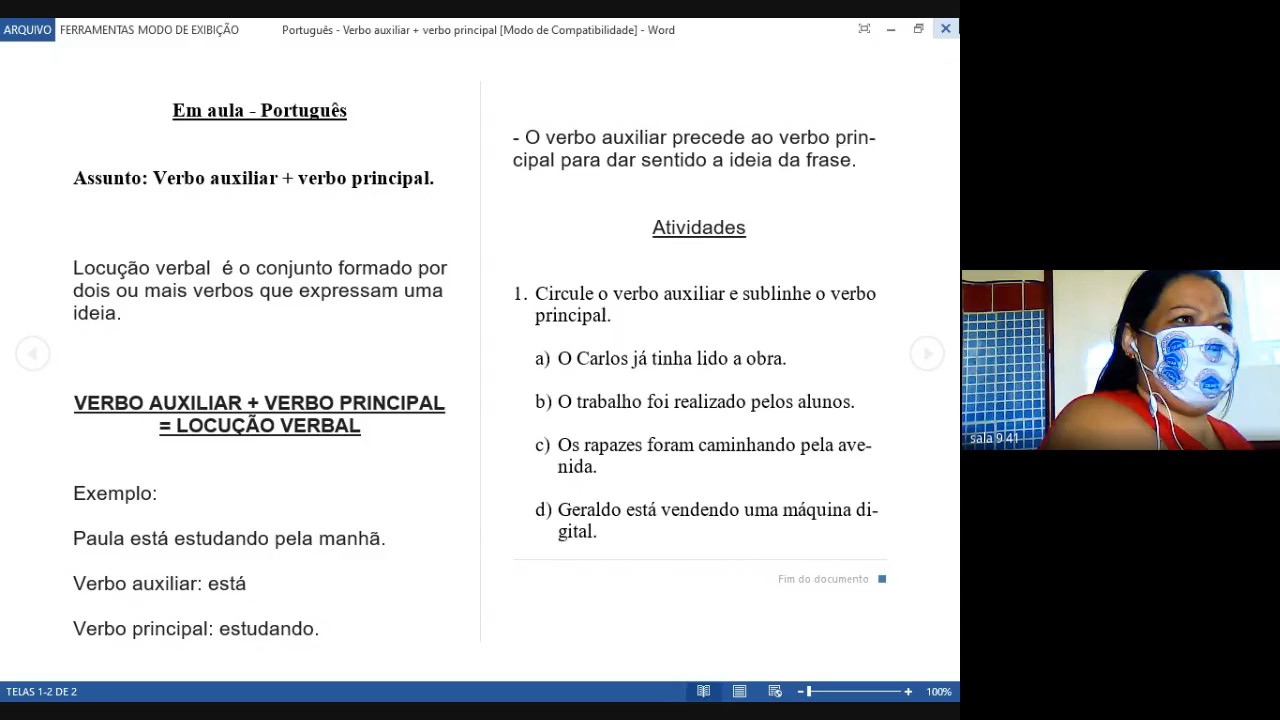 ARQUIVO FERRAMENTAS MODO DE EXIBIÇÃO Português - Verbo auxiliar + verbo principal [Modo de Compatibilidade] - Word
Em aula - Português
Assunto: Verbo auxiliar + verbo principal.
Locução verbal é o conjunto formado por
dois ou mais verbos que expressam uma
ideia.
VERBO AUXILIAR + VERBO PRINCIPAL
= LOCUÇÃO VERBAL
Exemplo:
Paula está estudando pela manhã.
Verbo auxiliar: está
Verbo principal: estudando.
- O verbo auxiliar precede ao verbo prin-
cipal para dar sentido a ideia da frase.
Atividades
1. Circule o verbo auxiliar e sublinhe o verbo
principal.
a) O Carlos já tinha lido a obra.
b) O trabalho foi realizado pelos alunos.
c) Os rapazes foram caminhando pela ave-
nida.
d) Geraldo está vendendo uma máquina di-
gital.
Fim do documento
sala 9 41
TELAS 1-2 DE 2
100%